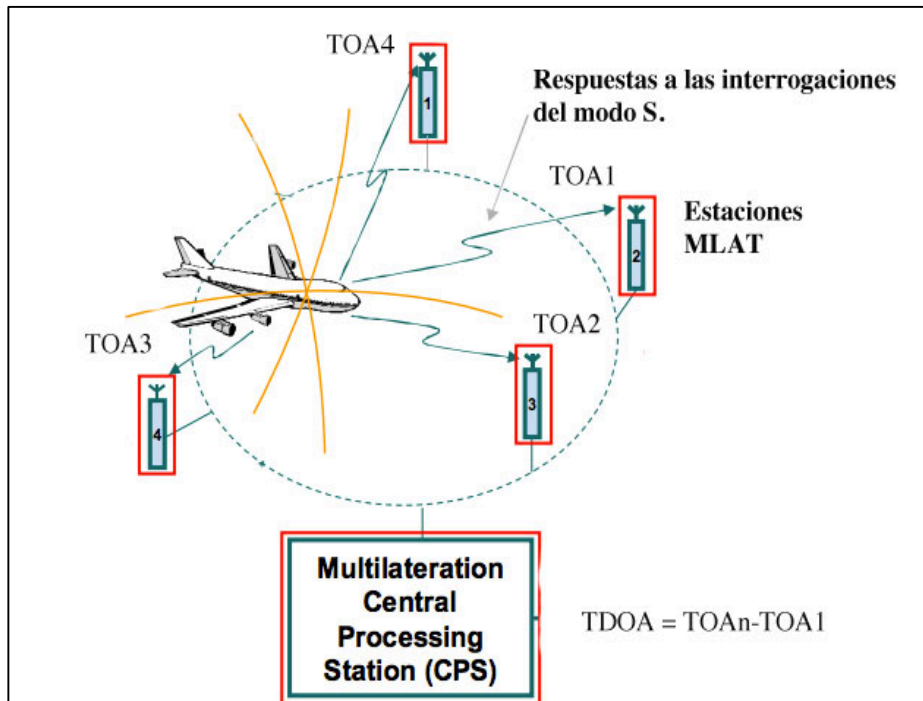 TOA4
Respuestas a las interrogaciones
del modo S.
1
TOA1
Estaciones
MLAT
2
TOA2
TOA3
3
4
Multilateration
Central
Processing
Station (CPS)
TDOA = TOAn-TOA1